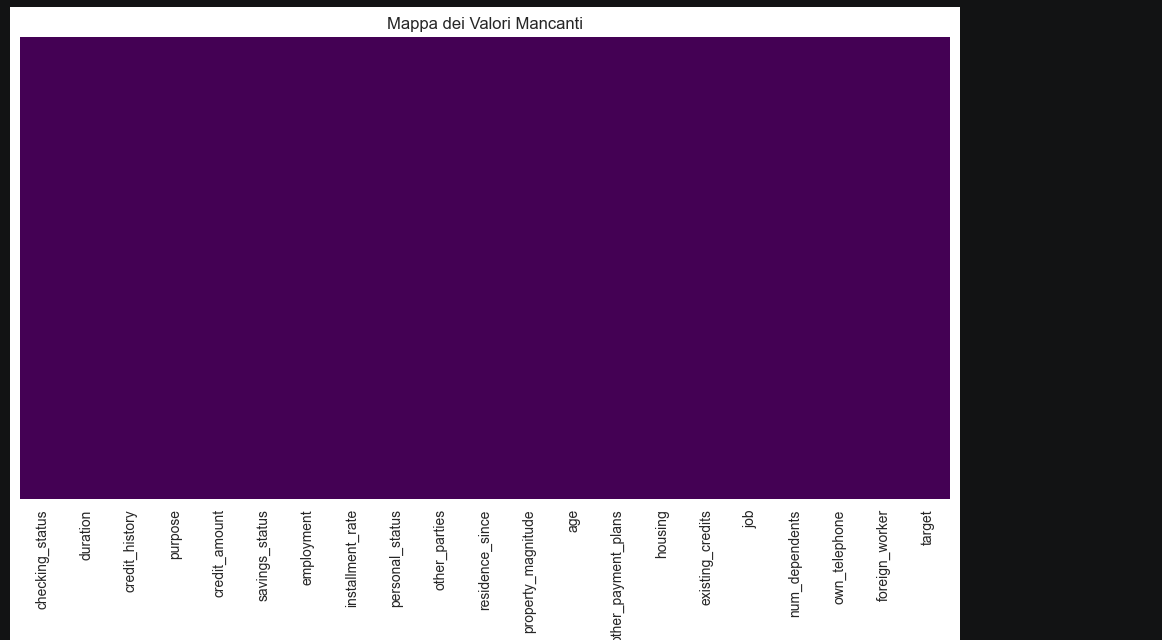 Mappa dei Valori Mancanti
checking_status
duration
credit_history
purpose
credit_amount
savings_status
employment
installment_rate
personal_status
other_parties
residence_since
property_magnitude
age
other_payment_plans
housing
existing_credits
job
num_dependents
own_telephone
foreign_worker
target